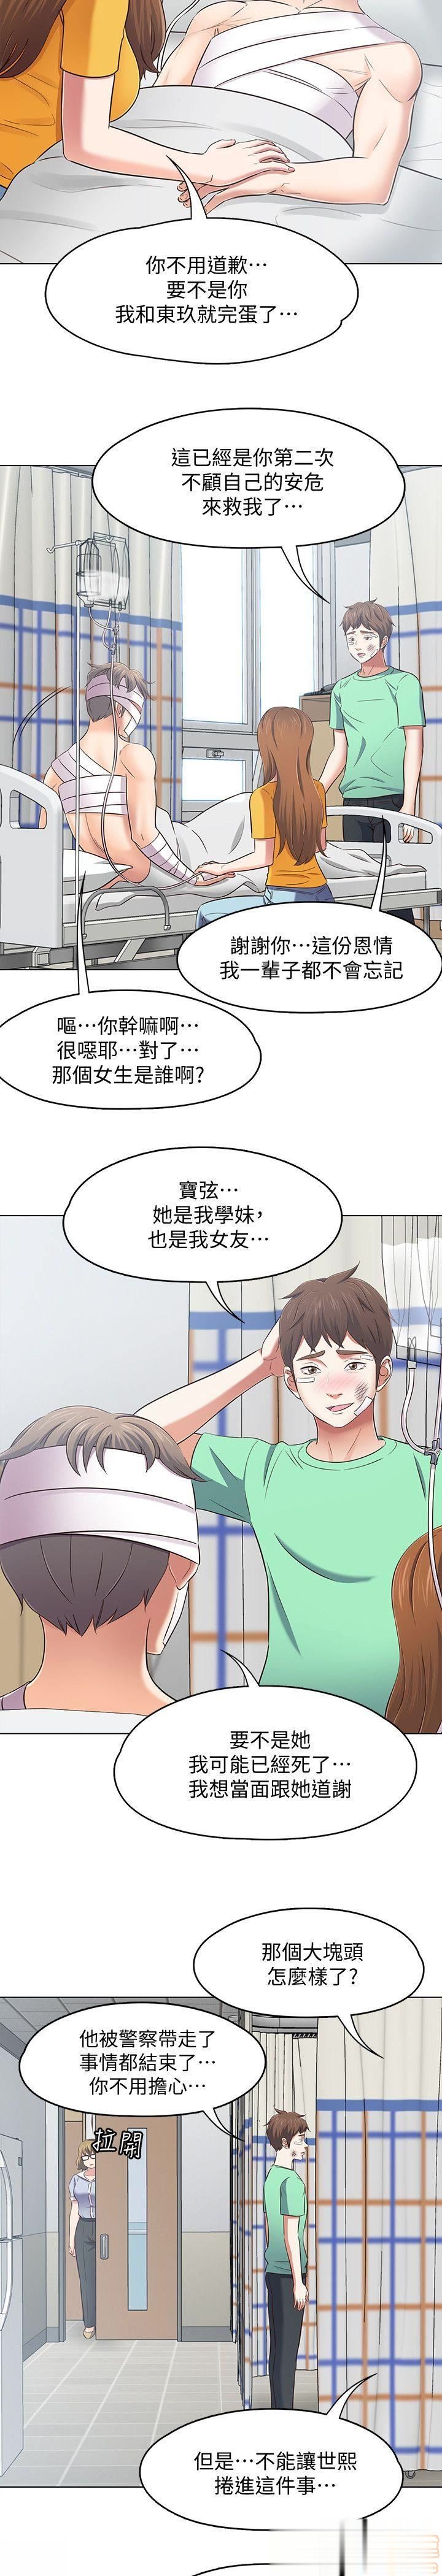 你不用道歉…
要不是你
我和東玖就完蛋了…
這已經是你第二次
不顧自己的安危
來救我了…
謝謝你…這份恩情
我一輩子都不會忘記
嘔…你幹嘛啊…
很噁耶…對了…
那個女生是誰啊?
寶弦…
她是我學妹,
也是我女友…
要不是她
我可能已經死了…
我想當面跟她道謝
那個大塊頭
怎麼樣了?
他被警察帶走了
事情都結束了…
你不用擔心…
拉開
但是…不能讓世熙
捲進這件事…